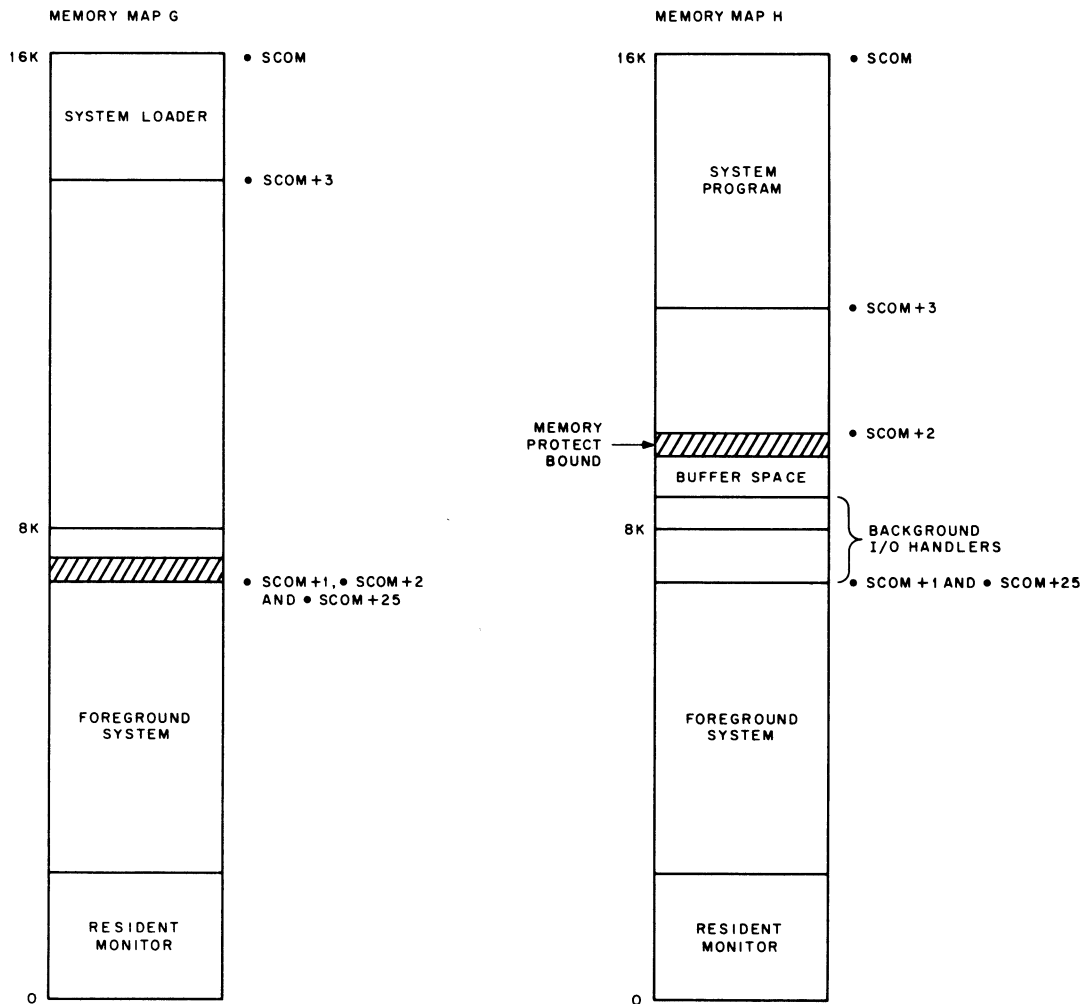 MEMORY MAP G
16K
• SCOM
SYSTEM LOADER
• SCOM+3
8K
• SCOM+1, • SCOM+2
AND • SCOM+25
FOREGROUND
SYSTEM
RESIDENT
MONITOR
0
MEMORY MAP H
16K
• SCOM
SYSTEM
PROGRAM
• SCOM+3
MEMORY
PROTECT
BOUND
• SCOM+2
BUFFER SPACE
8K
BACKGROUND
I/O HANDLERS
• SCOM+1 AND • SCOM+25
FOREGROUND
SYSTEM
RESIDENT
MONITOR
0